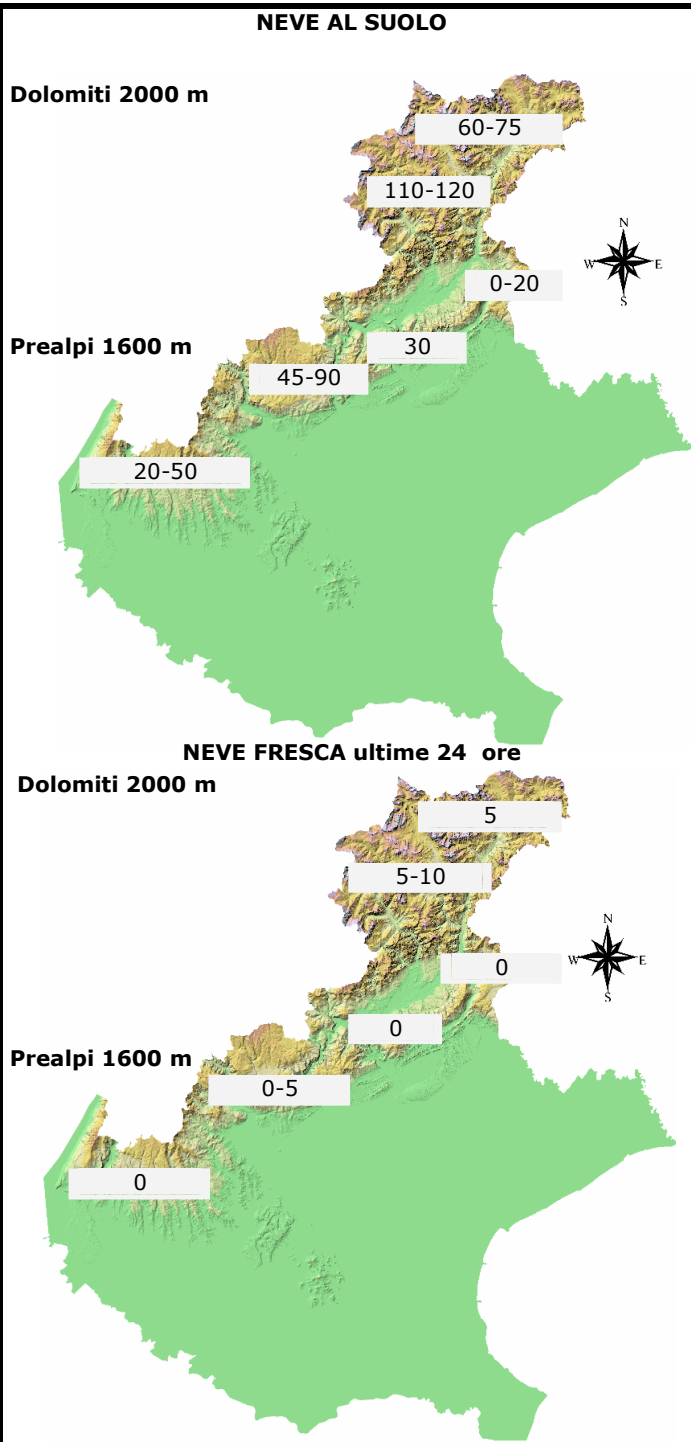 NEVE AL SUOLO
Dolomiti 2000 m
60-75
110-120
N
W E
S
0-20
Prealpi 1600 m
30
45-90
20-50
NEVE FRESCA ultime 24 ore
Dolomiti 2000 m
5
5-10
N
W E
S
0
0
Prealpi 1600 m
0-5
0